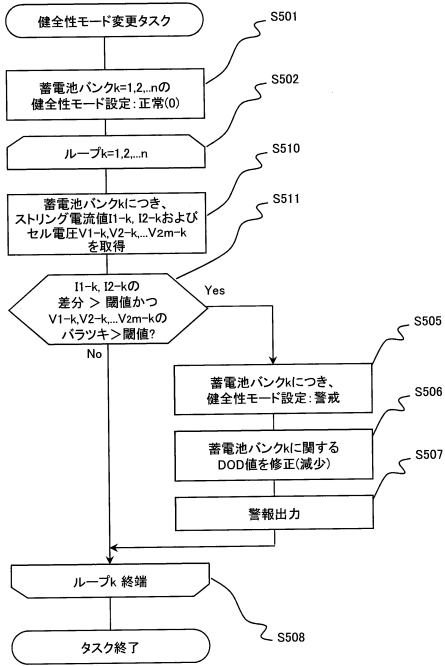 健全性モード変更タスク
S501
蓄電池バンクk=1,2,..nの
健全性モード設定:正常(0)
S502
ループk=1,2,...n
S510
蓄電池バンクkにつき、
ストリング電流値I1-k, I2-kおよび
セル電圧V1-k,V2-k,...V2m-k
を取得
S511
I1-k, I2-kの
差分 > 閾値かつ
V1-k,V2-k,...V2m-kの
バラツキ>閾値?
Yes
No
S505
蓄電池バンクkにつき、
健全性モード設定:警戒
S506
蓄電池バンクkに関する
DOD値を修正(減少)
S507
警報出力
ループk 終端
S508
タスク終了